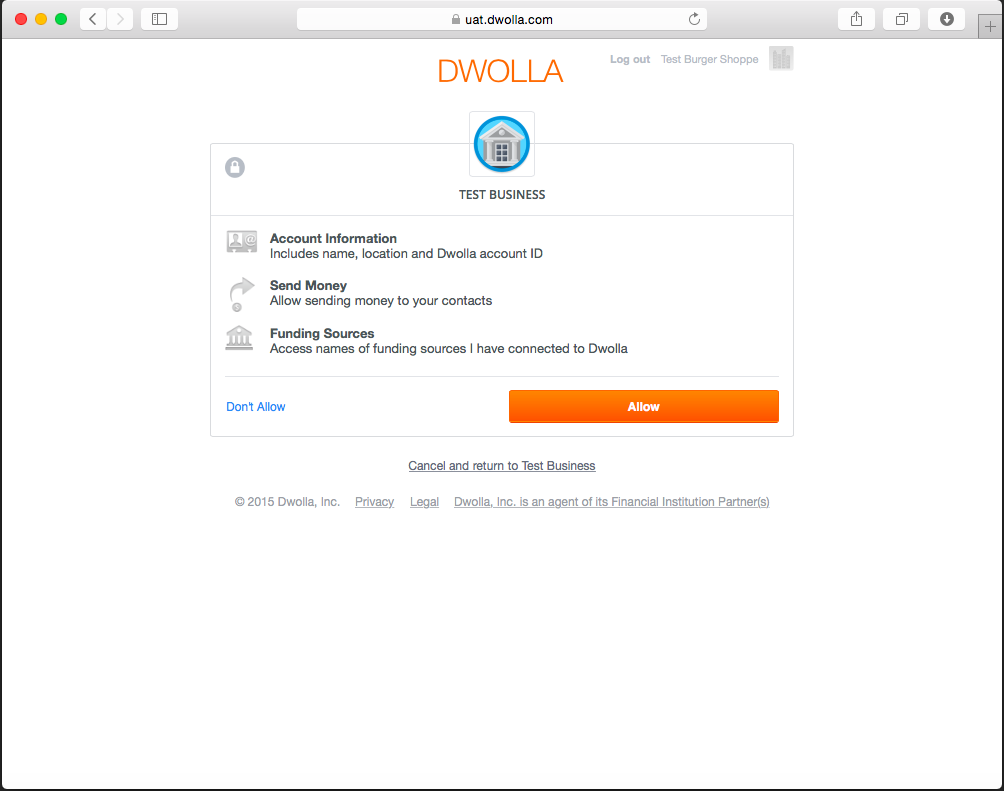 uat.dwolla.com
DWOLLA
Log out Test Burger Shoppe
TEST BUSINESS
Account Information
Includes name, location and Dwolla account ID
Send Money
Allow sending money to your contacts
Funding Sources
Access names of funding sources I have connected to Dwolla
Don't Allow
Allow
Cancel and return to Test Business
© 2015 Dwolla, Inc. Privacy Legal Dwolla, Inc. is an agent of its Financial Institution Partner(s)